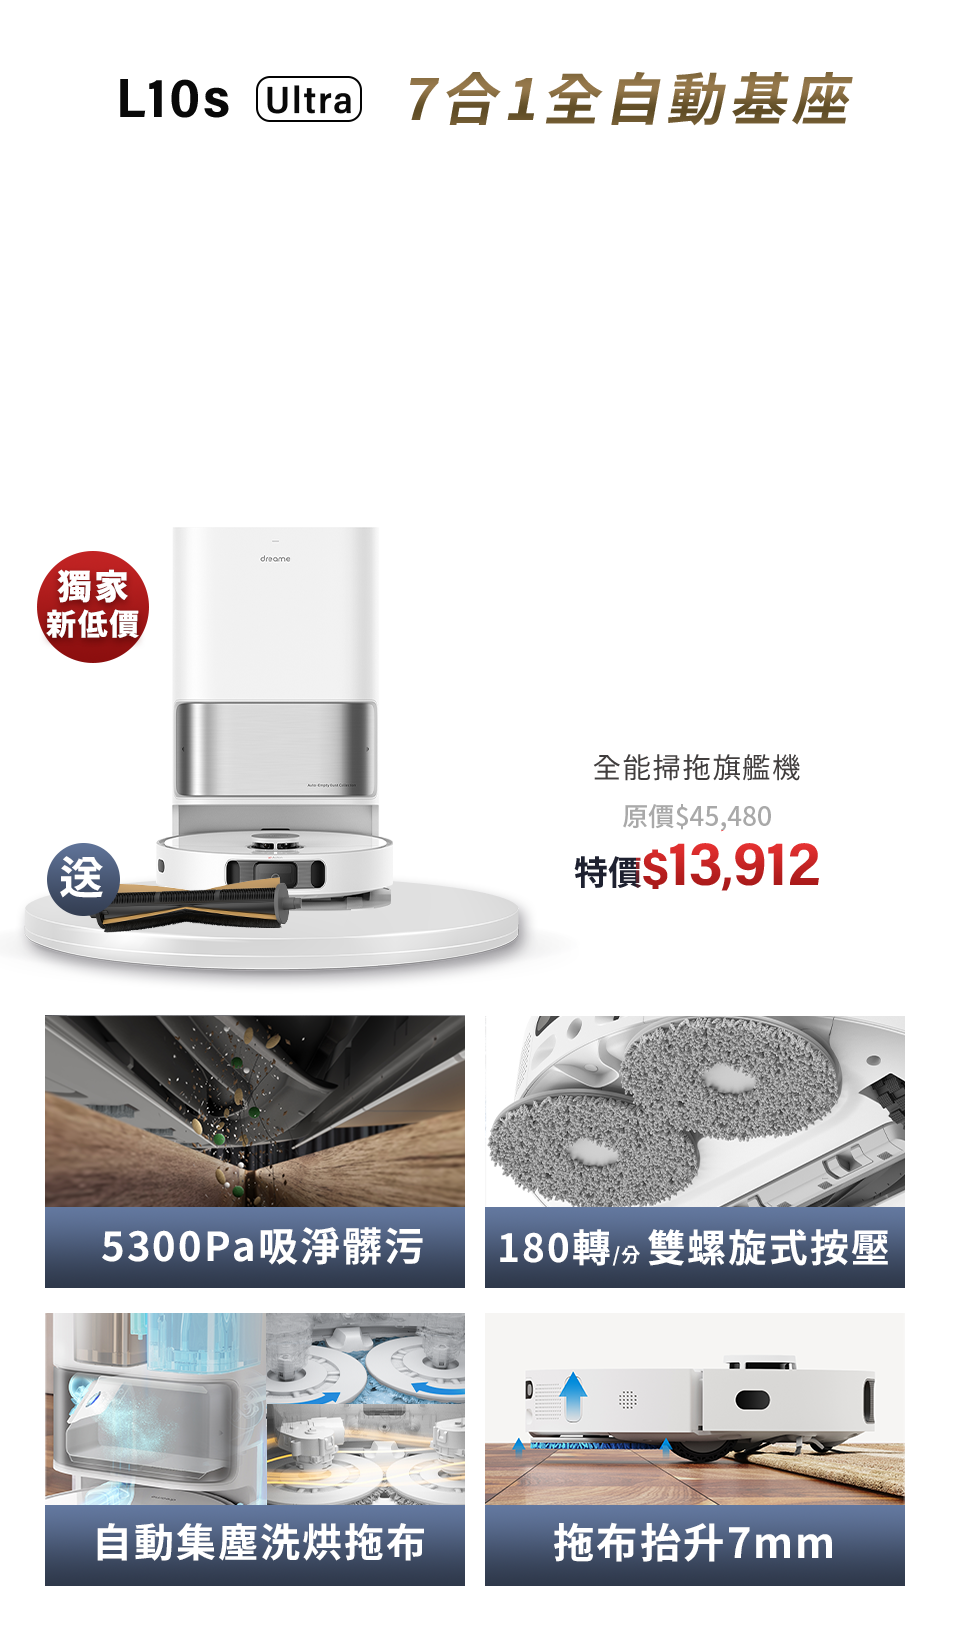 L10s Ultra 7合1全自動基座
dreame
獨家
新低價
全能掃拖旗艦機
原價$45,480
特價$13,912
送
5300Pa吸淨髒污
180轉/分 雙螺旋式按壓
自動集塵洗烘拖布
拖布抬升7mm